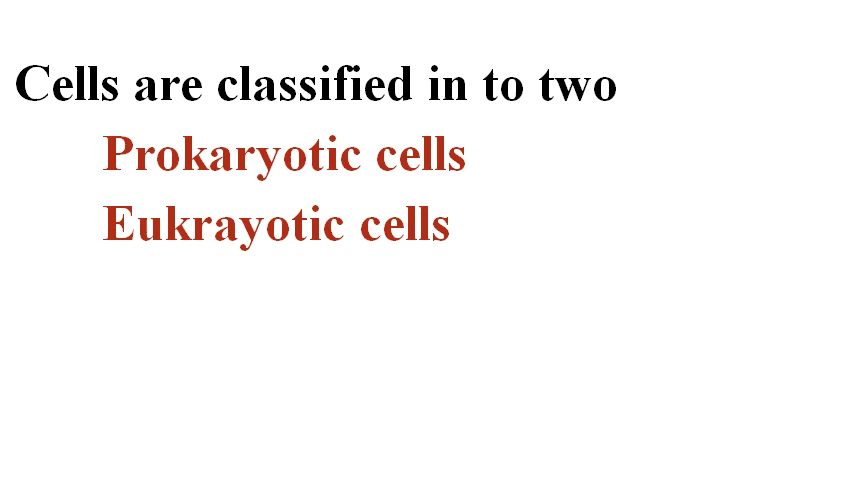 Cells are classified in to two
Prokaryotic cells
Eukrayotic cells